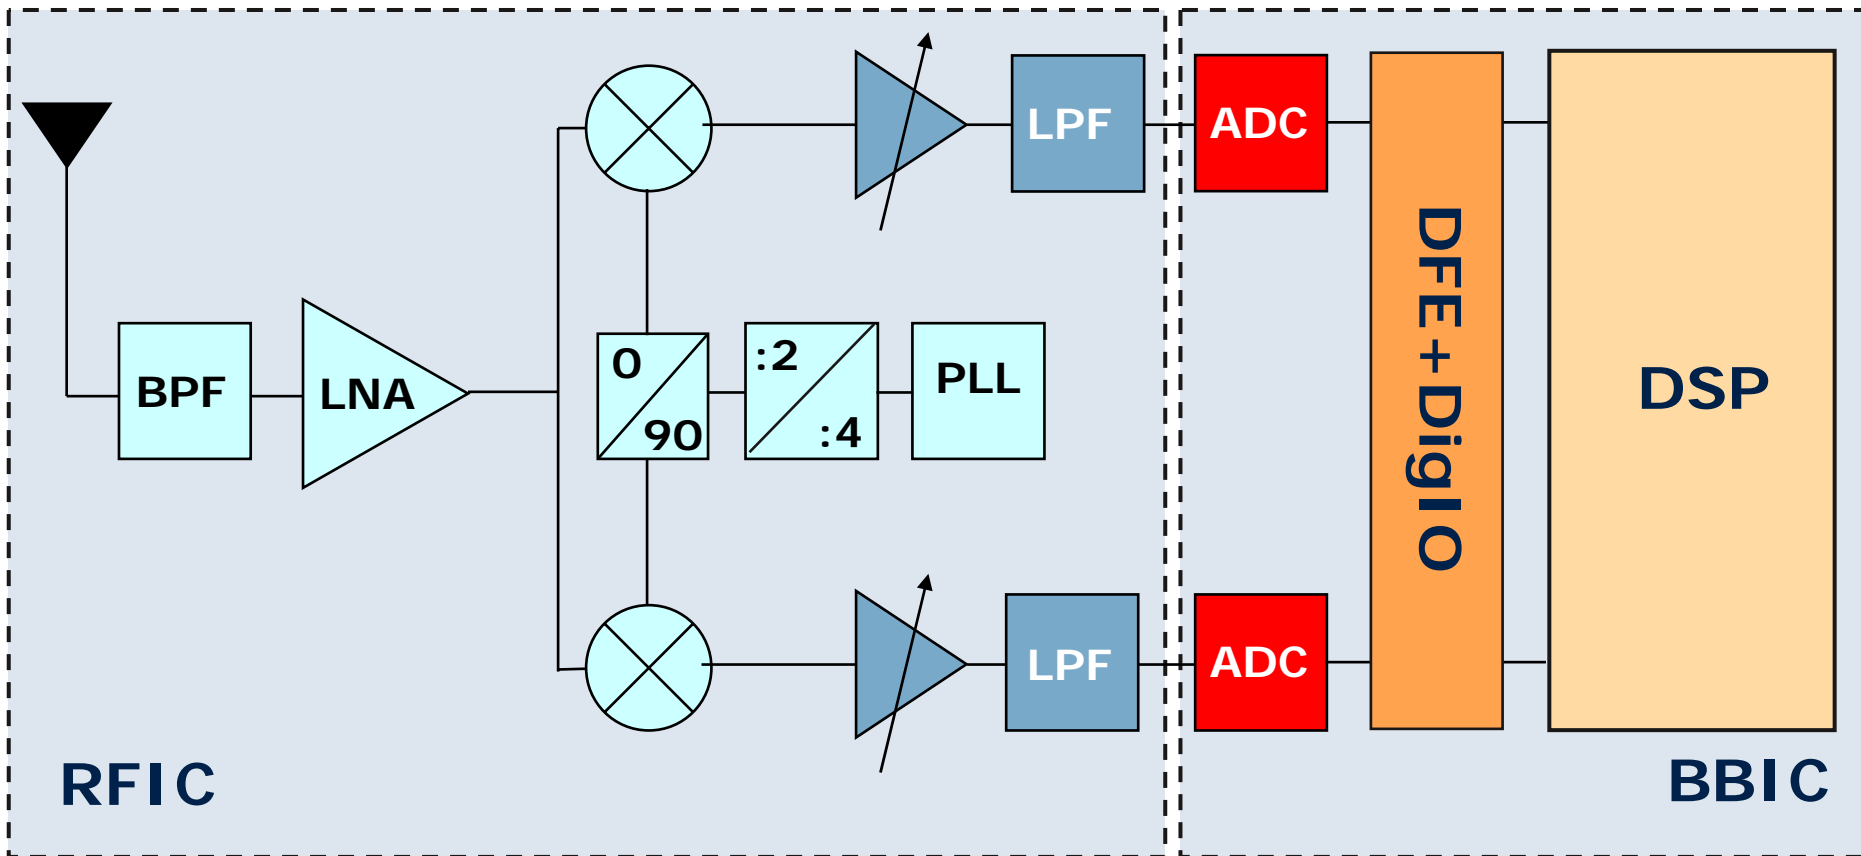 LPF
ADC
BPF
LNA
0
90
:2
:4
PLL
DFE+DigIO
DSP
LPF
ADC
RFIC
BBIC